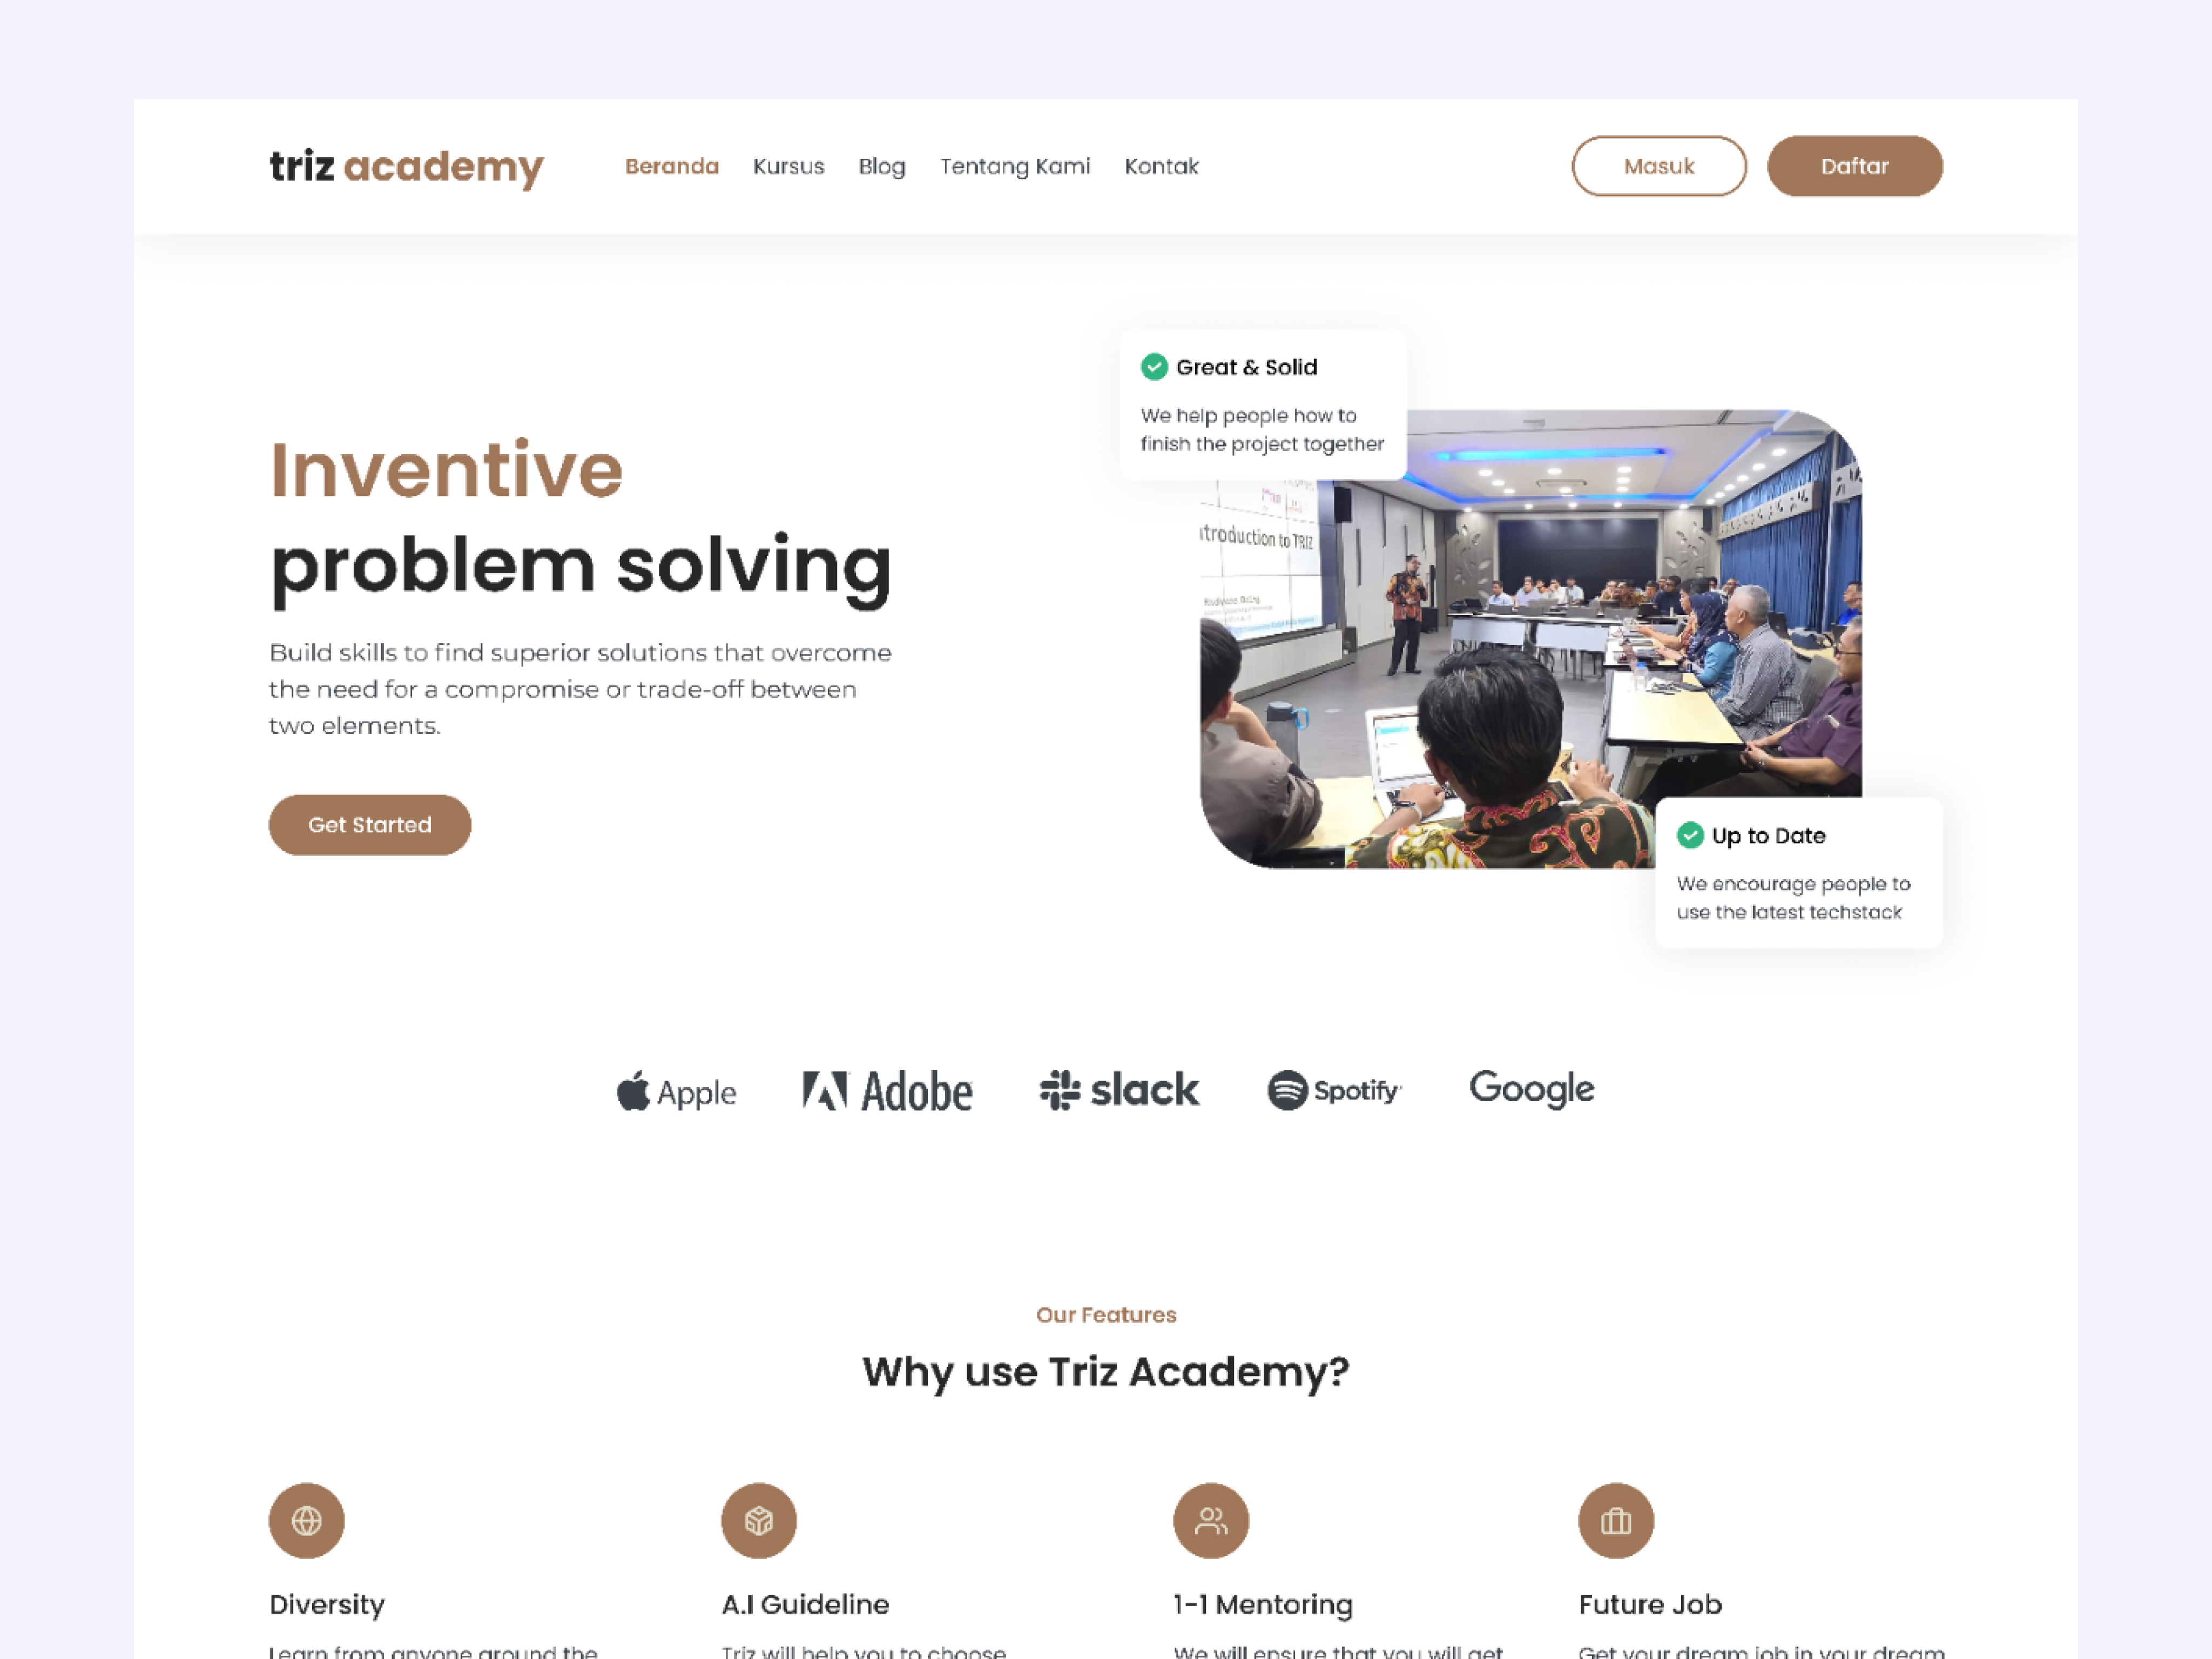 triz academy
Beranda
Kursus
Blog
Tentang Kami
Kontak
Masuk
Daftar
Great & Solid
We help people how to
finish the project together
Inventive
problem solving
Build skills to find superior solutions that overcome
the need for a compromise or trade-off between
two elements.
Get Started
troduction to TRIZ
Up to Date
We encourage people to
use the latest techstack
Apple
Adobe
slack
Spotify
Google
Our Features
Why use Triz Academy?
Diversity
Learn from anyone around the
A.I Guideline
Triz will help you to choose
1-1 Mentoring
We will ensure that you will get
Future Job
Get your dream job in your dream